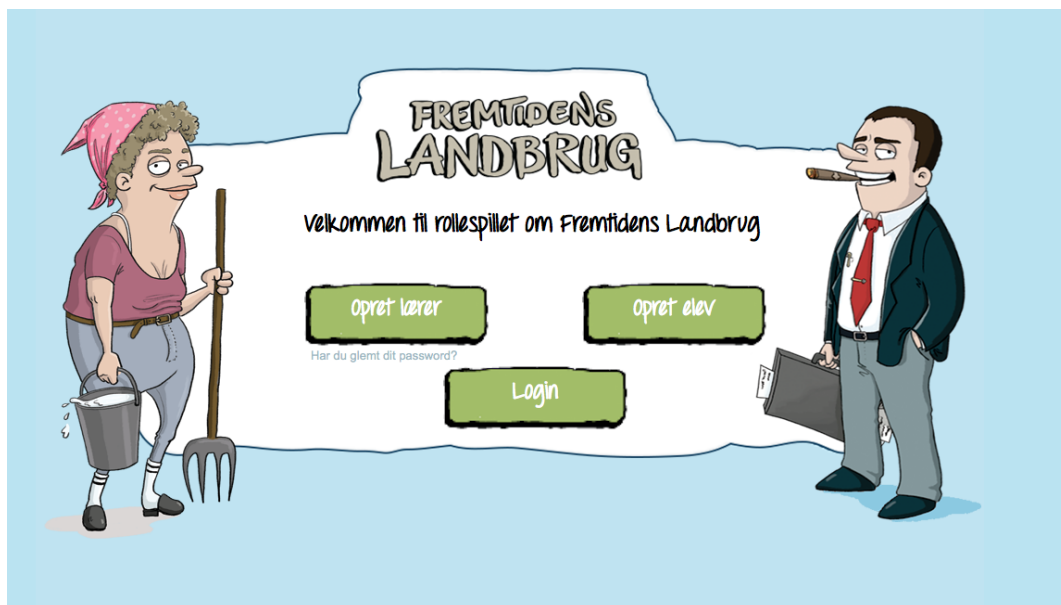 FREMTIDENS
LANDBRUG
Velkommen til rollespillet om Fremtidens Landbrug
Opret lærer
Opret elev
Har du glemt dit password?
Login